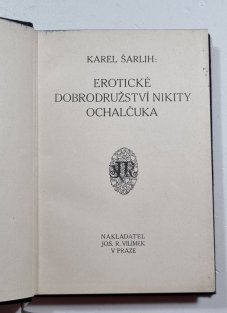 KAREL ŠARLIH:
EROTICKÉ
DOBRODRUŽSTVÍ NIKITY
OCHALČUKA
NAKLADATEL
JOS. R. VILÍMEK
V PRAZE